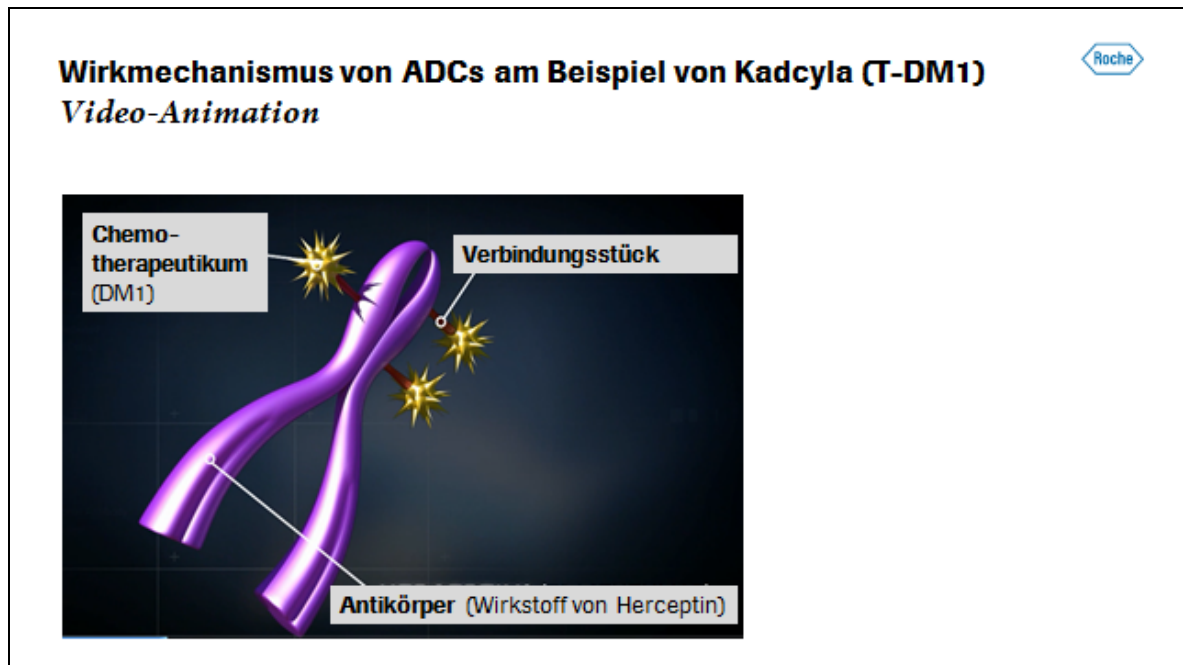 Wirkmechanismus von ADCs am Beispiel von Kadcyla (T-DM1)
Video-Animation
Roche
Chemo-
therapeutikum
(DM1)
Verbindungsstück
Antikörper (Wirkstoff von Herceptin)